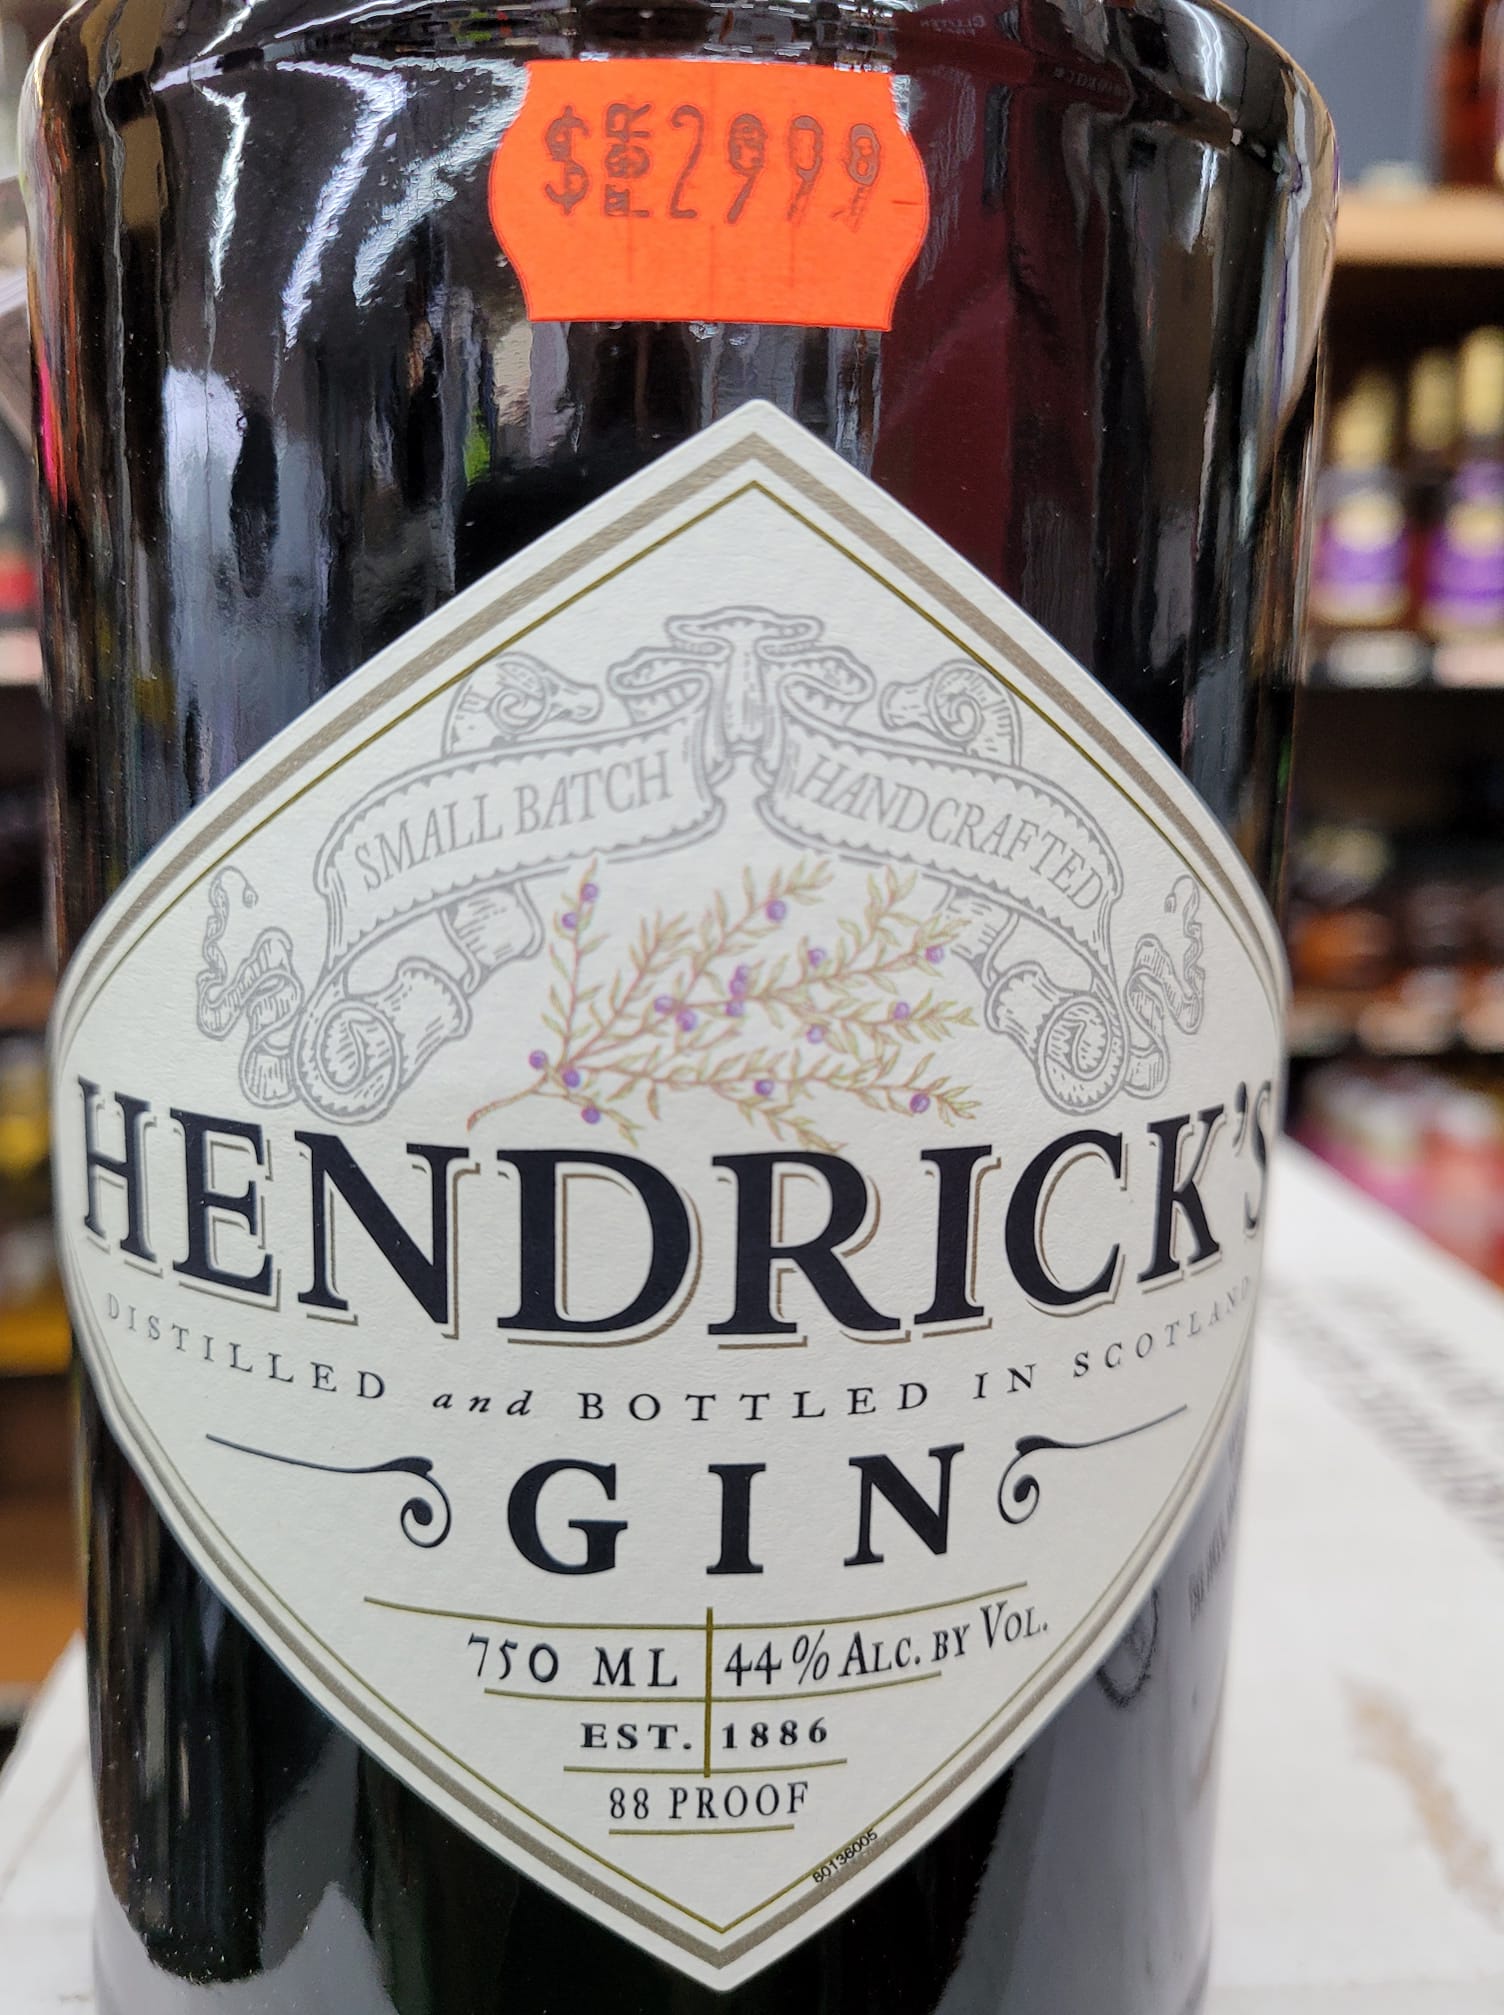 $ 2999
SMALL BATCH HANDCRAFTED
HENDRICK'S
DISTILLED and BOTTLED IN SCOTLAND
GIN
750 ML 44% ALC. BY VOL.
EST. 1886
88 PROOF
80136005